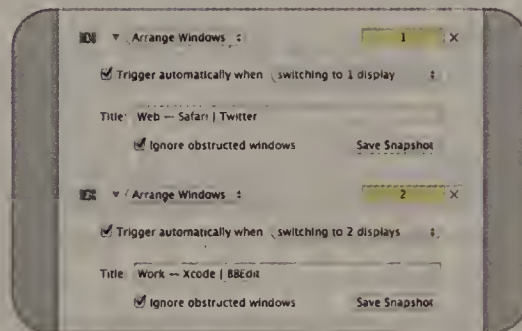 Arrange Windows 1 ×
Trigger automatically when switching to 1 display
Title: Web — Safari | Twitter
Ignore obstructed windows Save Snapshot
Arrange Windows 2 ×
Trigger automatically when switching to 2 displays
Title: Work — Xcode | BBEdit
Ignore obstructed windows Save Snapshot